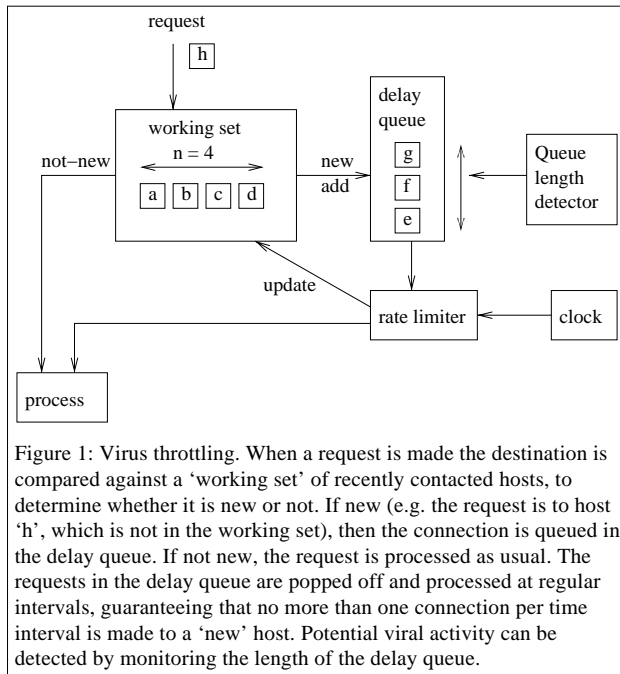 request
h
working set
n = 4
a b c d
not−new
new
add
delay
queue
g
f
e
Queue
length
detector
update
rate limiter
clock
process
Figure 1: Virus throttling. When a request is made the destination is
compared against a ‘working set’ of recently contacted hosts, to
determine whether it is new or not. If new (e.g. the request is to host
‘h’, which is not in the working set), then the connection is queued in
the delay queue. If not new, the request is processed as usual. The
requests in the delay queue are popped off and processed at regular
intervals, guaranteeing that no more than one connection per time
interval is made to a ‘new’ host. Potential viral activity can be
detected by monitoring the length of the delay queue.